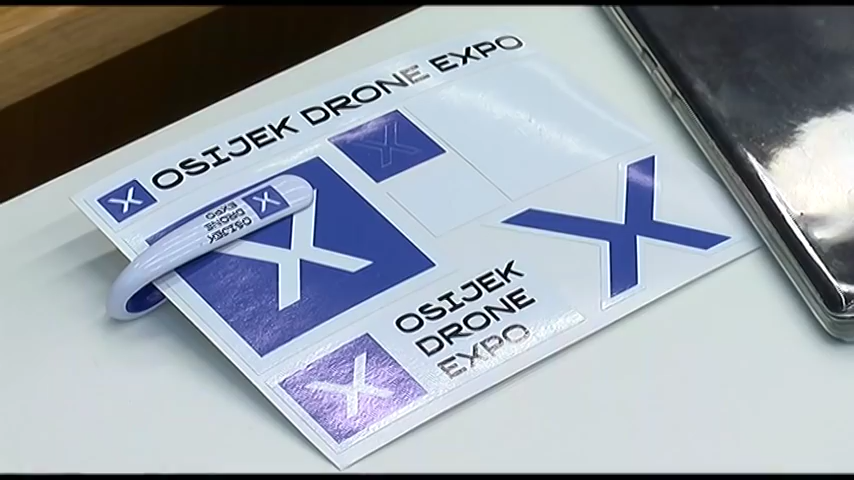 OSIJEK DRONE EXPO
OSIJEK
DRONE
EXPO
OSIJEK
DRONE
EXPO